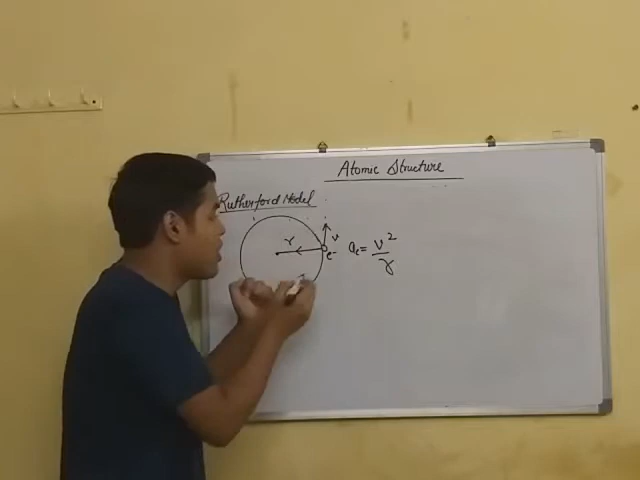 Atomic Structure
Rutherford Model
r
v
e-
ac = v²/r